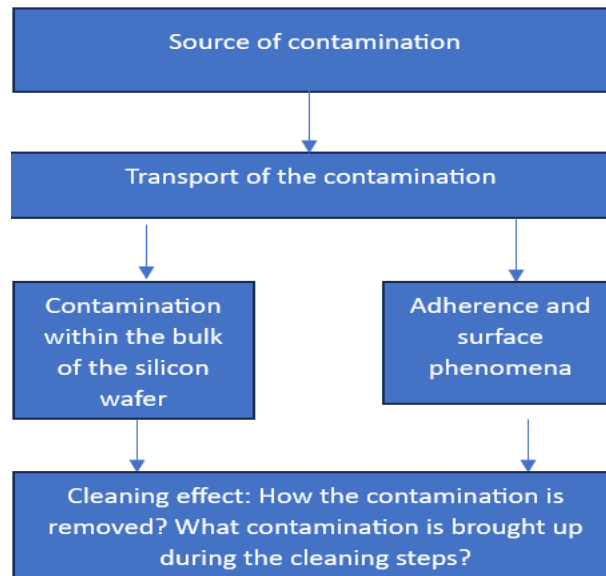 Source of contamination
Transport of the contamination
Contamination
within the bulk
of the silicon
wafer
Adherence and
surface
phenomena
Cleaning effect: How the contamination is
removed? What contamination is brought up
during the cleaning steps?